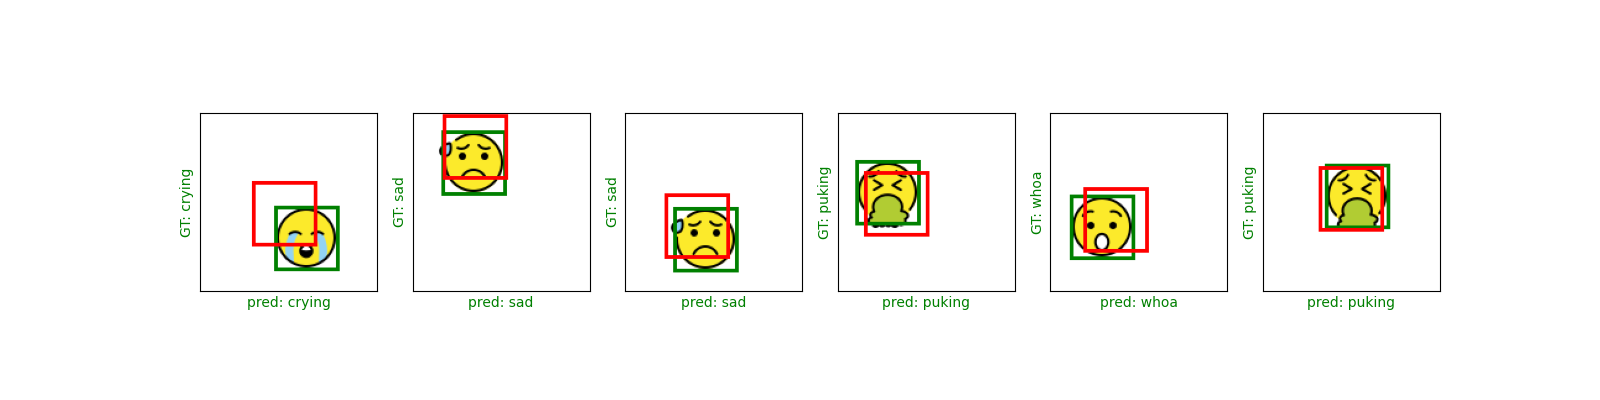 GT: crying
pred: crying
GT: sad
pred: sad
GT: sad
pred: sad
GT: puking
pred: puking
GT: whoa
pred: whoa
GT: puking
pred: puking